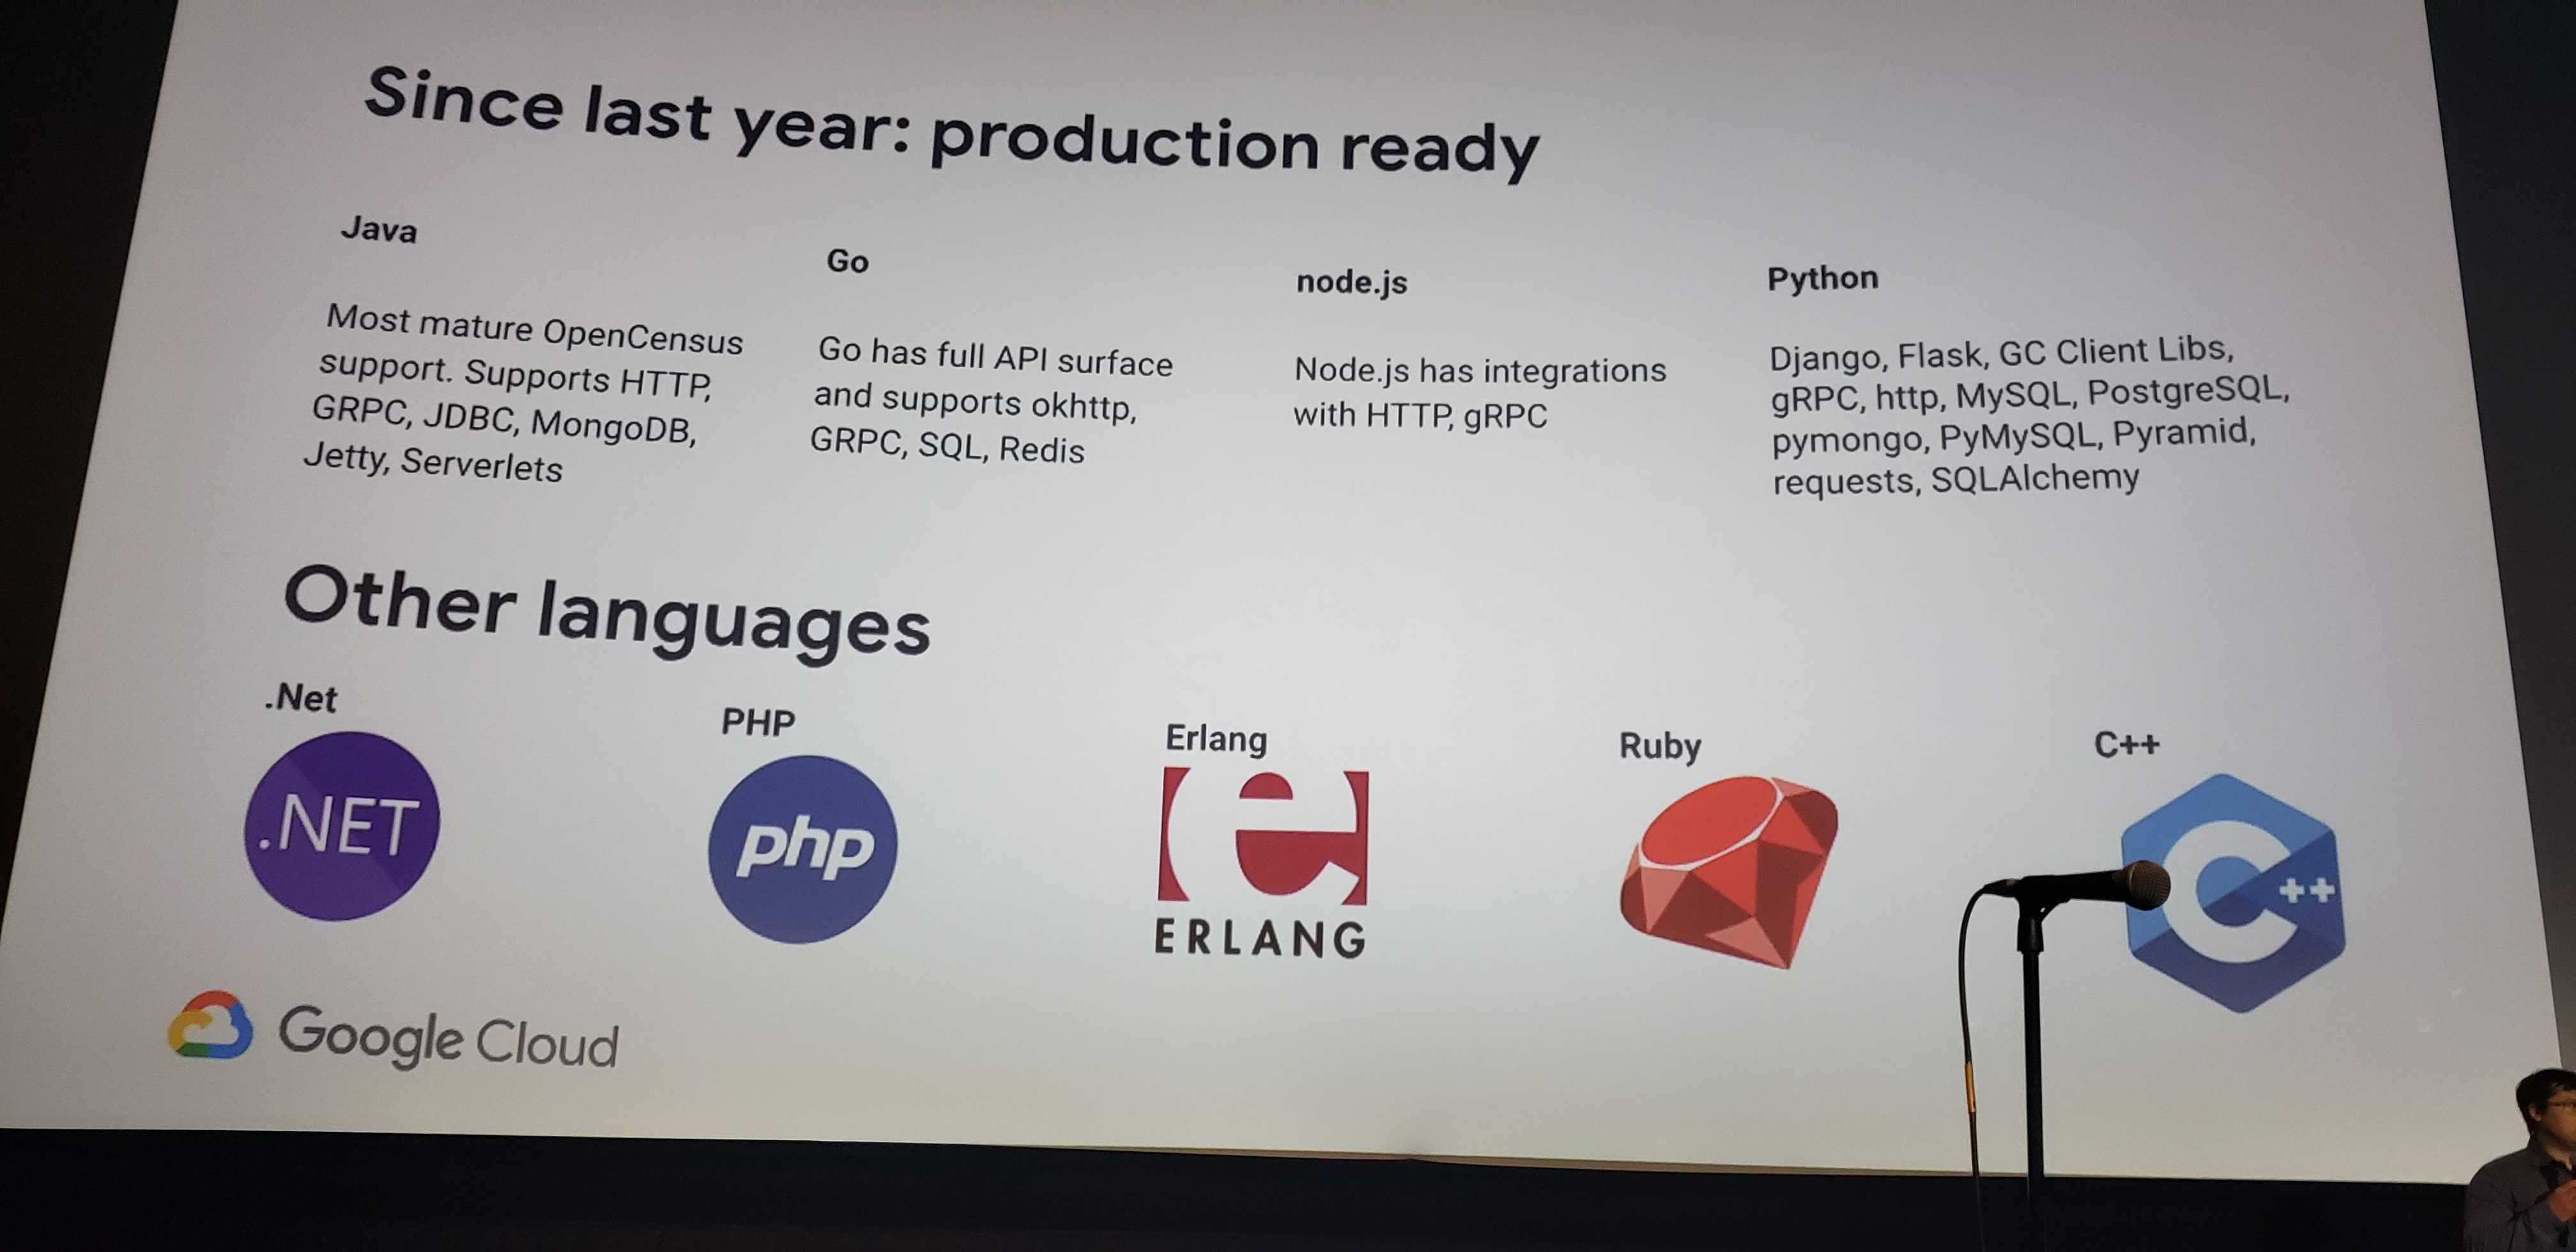 Since last year: production ready
Java
Most mature OpenCensus
support. Supports HTTP,
GRPC, JDBC, MongoDB,
Jetty, Serverlets
Go
Go has full API surface
and supports okhttp,
GRPC, SQL, Redis
node.js
Node.js has integrations
with HTTP, gRPC
Python
Django, Flask, GC Client Libs,
gRPC, http, MySQL, PostgreSQL,
pymongo, PyMySQL, Pyramid,
requests, SQLAlchemy
Other languages
.Net
.NET
PHP
php
Erlang
e
ERLANG
Ruby
C++
C++
Google Cloud